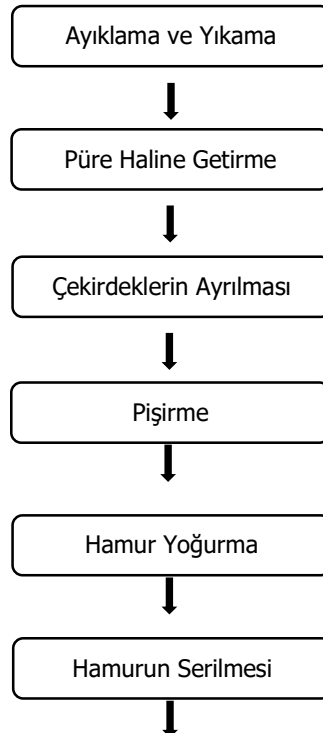 Ayıklama ve Yıkama
Püre Haline Getirme
Çekirdeklerin Ayrılması
Pişirme
Hamur Yoğurma
Hamurun Serilmesi